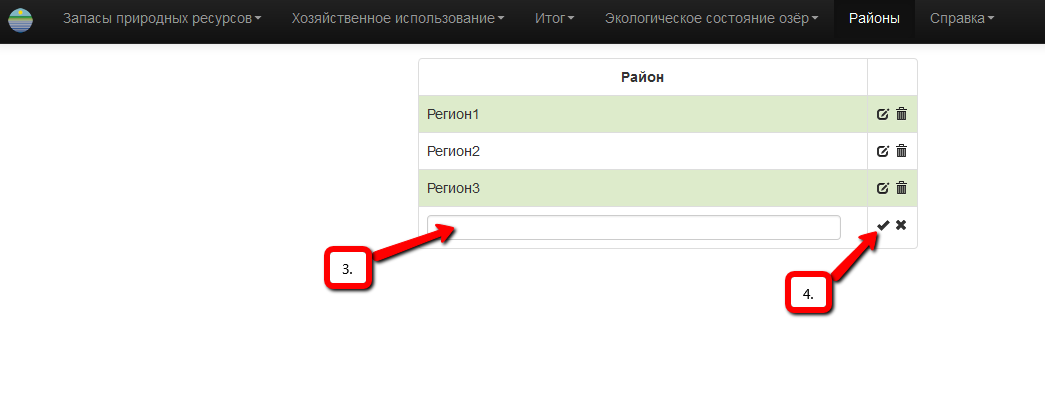 Запасы природных ресурсов Хозяйственное использование Итог Экологическое состояние озёр Районы Справка
Район
Регион1
Регион2
Регион3
3.
4.